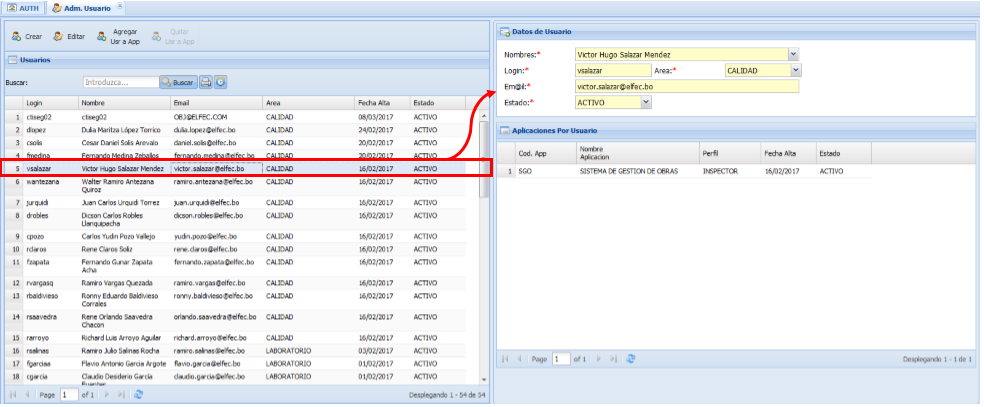 AUTH Adm. Usuario
Crear Editar Agregar Usr a App Quitar Usr a App
Usuarios
Buscar: Introduzca... Buscar
Login Nombre Email Area Fecha Alta Estado
1 ctiseg02 ctiseg02 OBJ@ELFEC.COM CALIDAD 08/03/2017 ACTIVO
2 dlopez Dulia Maritza López Torrico dulia.lopez@elfec.bo CALIDAD 24/02/2017 ACTIVO
3 csolis Cesar Daniel Solis Arevalo daniel.solis@elfec.bo CALIDAD 20/02/2017 ACTIVO
4 fmedina Fernando Medina Zeballos fernando.medina@elfec.bo CALIDAD 20/02/2017 ACTIVO
5 vsalazar Victor Hugo Salazar Mendez victor.salazar@elfec.bo CALIDAD 16/02/2017 ACTIVO
6 wantezana Walter Ramiro Antezana Quiroz ramiro.antezana@elfec.bo CALIDAD 16/02/2017 ACTIVO
7 jurquidi Juan Carlos Urquidi Torrez juan.urquidi@elfec.bo CALIDAD 16/02/2017 ACTIVO
8 drobles Dicson Carlos Robles Llanquipacha dicson.robles@elfec.bo CALIDAD 16/02/2017 ACTIVO
9 cpozo Carlos Yudin Pozo Vallejo yudin.pozo@elfec.bo CALIDAD 16/02/2017 ACTIVO
10 rclaros Rene Claros Soliz rene.claros@elfec.bo CALIDAD 16/02/2017 ACTIVO
11 fzapata Fernando Gunar Zapata Acha fernando.zapata@elfec.bo CALIDAD 16/02/2017 ACTIVO
12 rvargasq Ramiro Vargas Quezada ramiro.vargas@elfec.bo CALIDAD 16/02/2017 ACTIVO
13 rbaldivieso Ronny Eduardo Baldivieso Corrales ronny.baldivieso@elfec.bo CALIDAD 16/02/2017 ACTIVO
14 rsaavedra Rene Orlando Saavedra Chacon orlando.saavedra@elfec.bo CALIDAD 16/02/2017 ACTIVO
15 rarroyo Richard Luis Arroyo Aguilar richard.arroyo@elfec.bo CALIDAD 16/02/2017 ACTIVO
16 rsalinas Ramiro Julio Salinas Rocha ramiro.salinas@elfec.bo LABORATORIO 03/02/2017 ACTIVO
17 fgarciaa Flavio Antonio Garcia Argote flavio.garcia@elfec.bo LABORATORIO 01/02/2017 ACTIVO
18 cgarcia Claudio Desiderio Garcia Fuentes claudio.garcia@elfec.bo LABORATORIO 01/02/2017 ACTIVO
Page 1 of 1 Desplegando 1 - 54 de 54
Datos de Usuario
Nombres:* Victor Hugo Salazar Mendez
Login:* vsalazar Area:* CALIDAD
Em@il:* victor.salazar@elfec.bo
Estado:* ACTIVO
Aplicaciones Por Usuario
Cod. App Nombre Aplicacion Perfil Fecha Alta Estado
1 SGO SISTEMA DE GESTION DE OBRAS INSPECTOR 16/02/2017 ACTIVO
Page 1 of 1 Desplegando 1 - 1 de 1